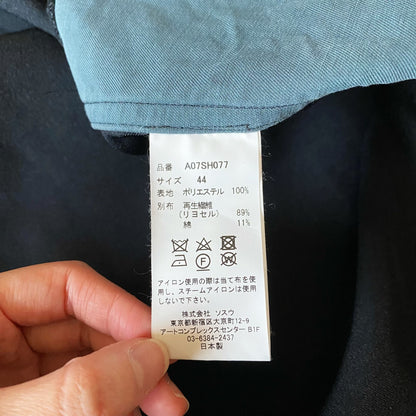 品番 A07SH077
サイズ 44
表地 ポリエステル 100%
別布 再生繊維
(リヨセル) 89%
綿 11%
アイロン使用の際は当て布を使用
し、スチームアイロンは直接使用
しないで下さい。
株式会社 ソスウ
東京都新宿区大京町12-9
アートコンプレックスセンター B1F
03-6384-2437
日本製